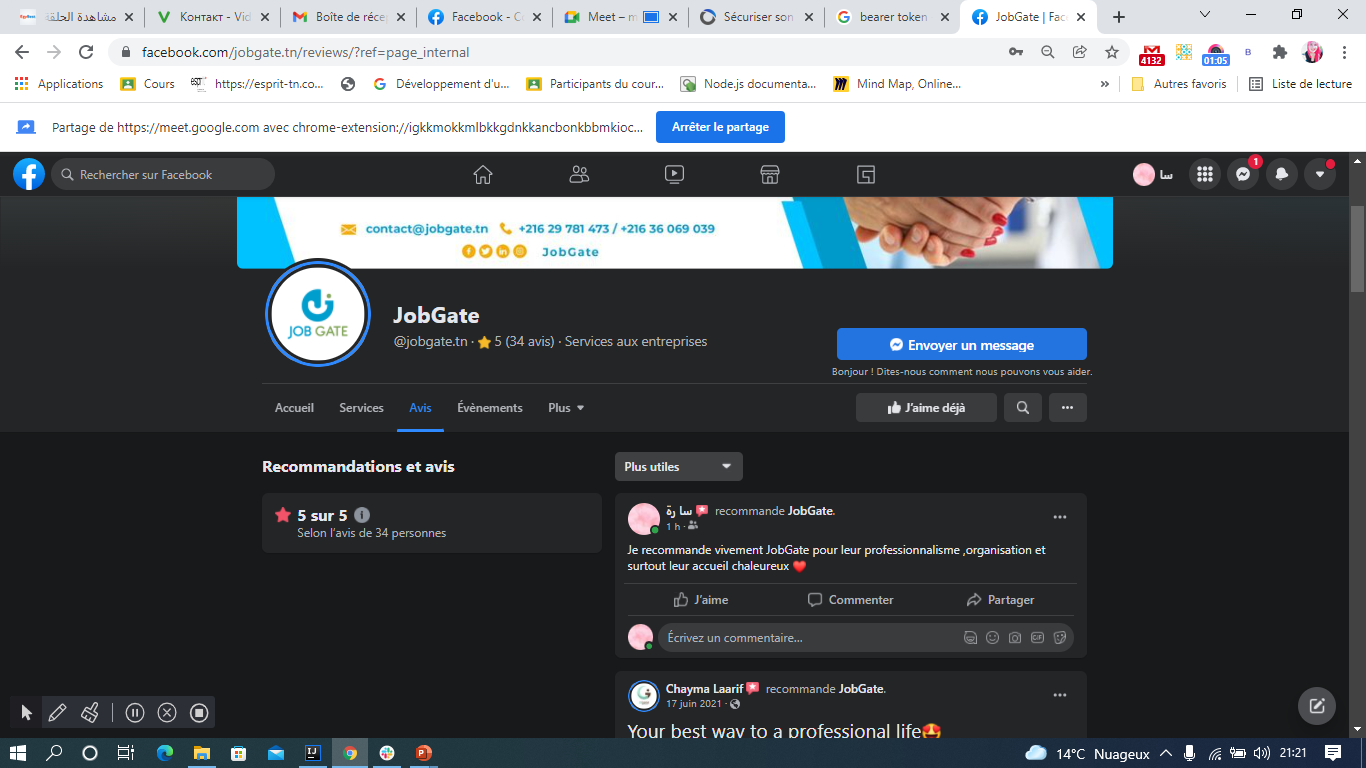 مشاهدة الحلقة
Контакт - Vid
Boîte de récep
Facebook - C
Meet – m
Sécuriser son
bearer token
JobGate | Fac
facebook.com/jobgate.tn/reviews/?ref=page_internal
4132
01:05
B
Applications
Cours
https://esprit-tn.co...
Développement d'u...
Participants du cour...
Node.js documenta...
Mind Map, Online...
»
Autres favoris
Liste de lecture
Partage de https://meet.google.com avec chrome-extension://igkkmokkmlbkkgdnkkancbonkbbmkioc...
Arrêter le partage
Rechercher sur Facebook
سا
1
contact@jobgate.tn
+216 29 781 473 / +216 36 069 039
JobGate
JOB GATE
JobGate
@jobgate.tn · 5 (34 avis) · Services aux entreprises
Envoyer un message
Bonjour ! Dites-nous comment nous pouvons vous aider.
Accueil
Services
Avis
Évènements
Plus
J'aime déjà
Recommandations et avis
Plus utiles
5 sur 5
Selon l'avis de 34 personnes
سا رة recommande JobGate.
1 h ·
Je recommande vivement JobGate pour leur professionnalisme ,organisation et
surtout leur accueil chaleureux ❤️
J'aime
Commenter
Partager
Écrivez un commentaire...
GIF
Chayma Laarif recommande JobGate.
17 juin 2021 ·
Your best way to a professional life🤩
14°C Nuageux
21:21